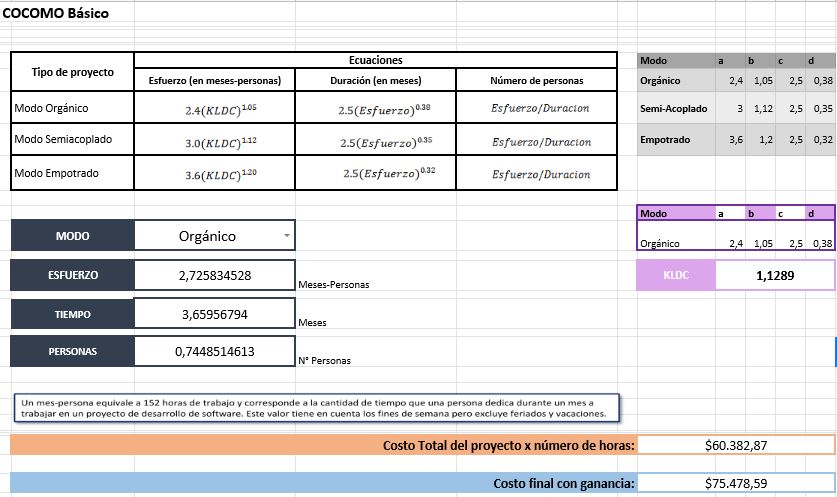 COCOMO Básico
Tipo de proyecto
Ecuaciones
Esfuerzo (en meses-personas) Duración (en meses) Número de personas
Modo Orgánico 2.4(KLDC)^1.05 2.5(Esfuerzo)^0.38 Esfuerzo/Duracion
Modo Semiacoplado 3.0(KLDC)^1.12 2.5(Esfuerzo)^0.35 Esfuerzo/Duracion
Modo Empotrado 3.6(KLDC)^1.20 2.5(Esfuerzo)^0.32 Esfuerzo/Duracion
Modo a b c d
Orgánico 2,4 1,05 2,5 0,38
Semi-Acoplado 3 1,12 2,5 0,35
Empotrado 3,6 1,2 2,5 0,32
MODO Orgánico
ESFUERZO 2,725834528 Meses-Personas
TIEMPO 3,65956794 Meses
PERSONAS 0,7448514613 N° Personas
Modo a b c d
Orgánico 2,4 1,05 2,5 0,38
KLDC 1,1289
Un mes-persona equivale a 152 horas de trabajo y corresponde a la cantidad de tiempo que una persona dedica durante un mes a
trabajar en un proyecto de desarrollo de software. Este valor tiene en cuenta los fines de semana pero excluye feriados y vacaciones.
Costo Total del proyecto x número de horas: $60.382,87
Costo final con ganancia: $75.478,59